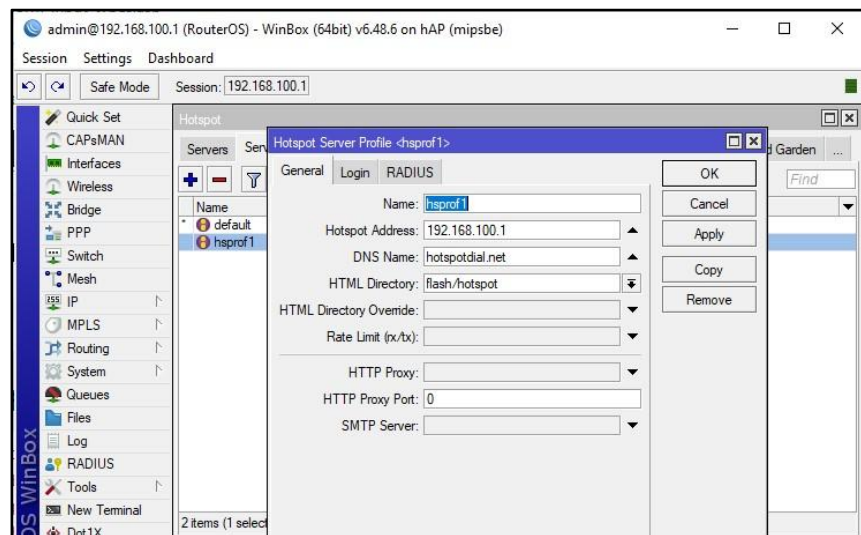 admin@192.168.100.1 (RouterOS) - WinBox (64bit) v6.48.6 on hAP (mipsbe)
Session Settings Dashboard
Safe Mode Session: 192.168.100.1
Quick Set
CAPsMAN
Interfaces
Wireless
Bridge
PPP
Switch
Mesh
IP
MPLS
Routing
System
Queues
Files
Log
RADIUS
Tools
New Terminal
Dot1X
OS WinBox
Hotspot
Servers Ser
d Garden ...
Find
Name
* default
hsprof1
2 items (1 select
Hotspot Server Profile <hsprof1>
General Login RADIUS
Name: hsprof1
Hotspot Address: 192.168.100.1
DNS Name: hotspotdial.net
HTML Directory: flash/hotspot
HTML Directory Override:
Rate Limit (rx/tx):
HTTP Proxy:
HTTP Proxy Port: 0
SMTP Server:
OK
Cancel
Apply
Copy
Remove